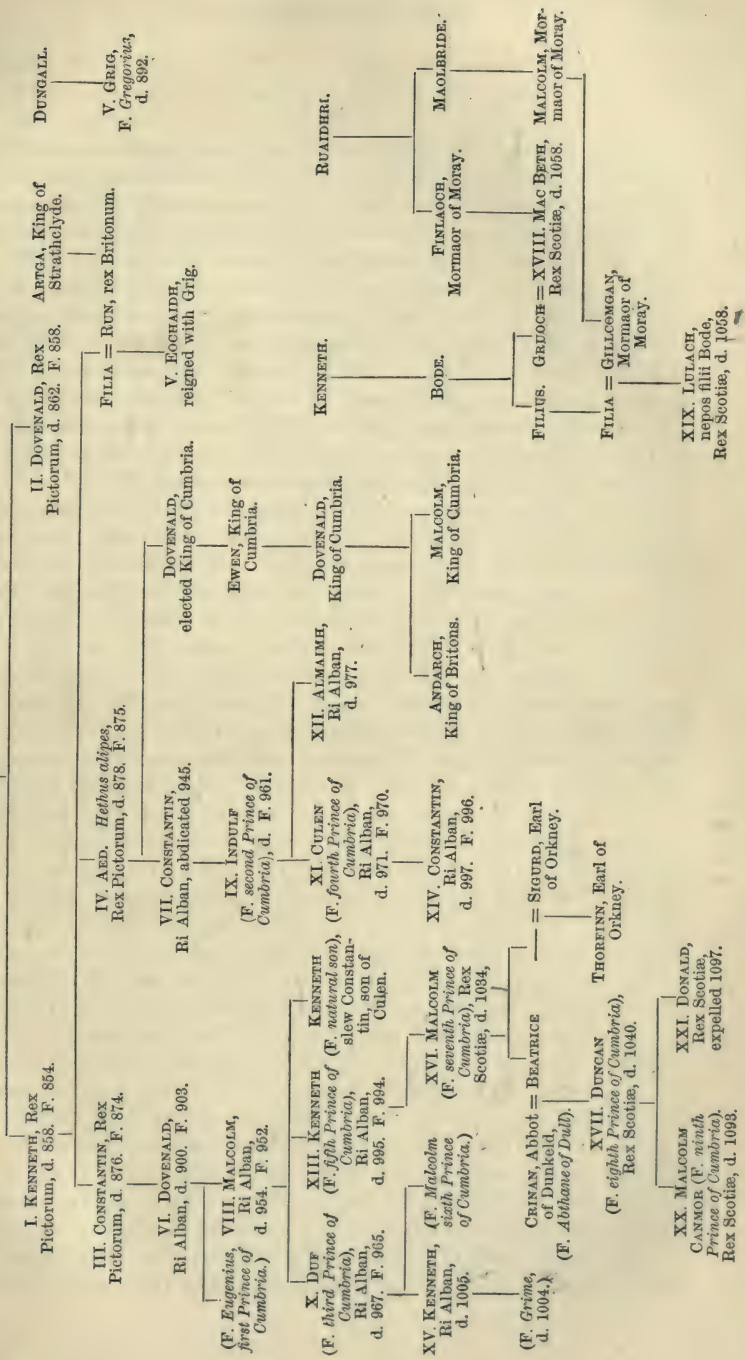 I. KENNETH, Rex
Pictorum, d. 858. F. 854.
II. DOVENALD, Rex
Pictorum, d. 862. F. 858.
ARTGA, King of
Strathclyde.
DUNGALL.
III. CONSTANTIN, Rex
Pictorum, d. 876. F. 874.
IV. AED. Hethus alipes,
Rex Pictorum, d. 878. F. 875.
FILIA = RUN, rex Britonum.
V. GRIG,
F. Gregorius,
d. 892.
VI. DOVENALD,
Ri Alban, d. 900. F. 903.
VII. CONSTANTIN,
Ri Alban, abdicated 945.
DOVENALD,
elected King of Cumbria.
V. EOCHAIDH,
reigned with Grig.
(F. Eugenius,
first Prince of
Cumbria.)
VIII. MALCOLM,
Ri Alban,
d. 954. F. 952.
IX. INDULF
(F. second Prince of
Cumbria), d. F. 961.
EWEN, King of
Cumbria.
X. DUF
(F. third Prince of
Cumbria),
Ri Alban,
d. 967. F. 965.
XIII. KENNETH
(F. fifth Prince of
Cumbria),
Ri Alban,
d. 995. F. 994.
KENNETH
(F. natural son),
slew Constan-
tin, son of
Culen.
XI. CULEN
(F. fourth Prince of
Cumbria),
Ri Alban,
d. 971. F. 970.
XII. ALMAIMH,
Ri Alban,
d. 977.
DOVENALD,
King of Cumbria.
KENNETH.
RUAIDHRI.
XV. KENNETH,
Ri Alban,
d. 1005.
(F. Malcolm
sixth Prince
of Cumbria.)
XVI. MALCOLM
(F. seventh Prince of
Cumbria), Rex
Scotiæ, d. 1034,
XIV. CONSTANTIN,
Ri Alban,
d. 997. F. 996.
ANDARCH,
King of Britons.
MALCOLM,
King of Cumbria.
BODE.
FINLAOCH,
Mormaor of Moray.
MAOLBRIDE.
(F. Grime,
d. 1004.)
CRINAN, Abbot = BEATRICE
of Dunkeld,
(F. Abthane of Dull).
— = SIGURD, Earl
of Orkney.
FILIUS.
GRUOCH = XVIII. MAC BETH,
Rex Scotiæ, d. 1058.
MALCOLM, Mor-
maor of Moray.
XVII. DUNCAN
(F. eighth Prince of Cumbria),
Rex Scotiæ, d. 1040.
THORFINN, Earl of
Orkney.
FILIA = GILLCOMGAN,
Mormaor of
Moray.
XX. MALCOLM
CANMOR (F. ninth
Prince of Cumbria).
Rex Scotiæ, d. 1093.
XXI. DONALD,
Rex Scotiæ,
expelled 1097.
XIX. LULACH,
nepos filii Bode,
Rex Scotiæ, d. 1058.